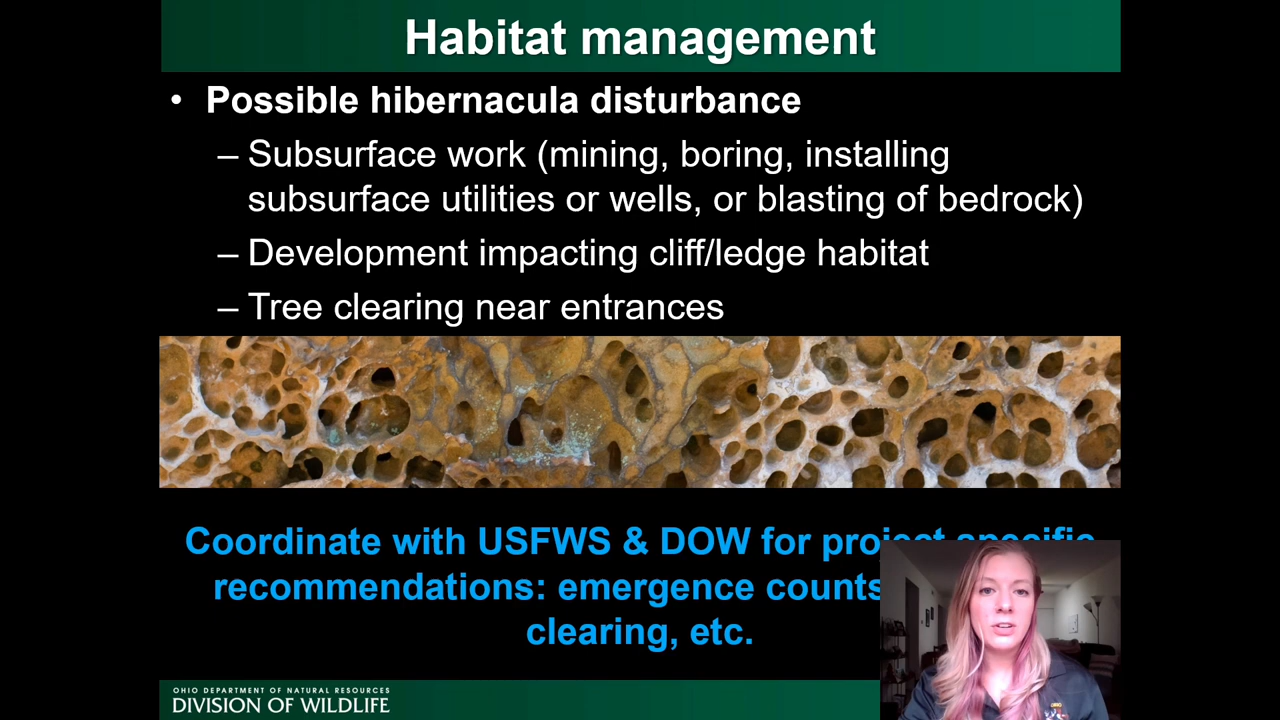 Habitat management
• Possible hibernacula disturbance
– Subsurface work (mining, boring, installing
subsurface utilities or wells, or blasting of bedrock)
– Development impacting cliff/ledge habitat
– Tree clearing near entrances
Coordinate with USFWS & DOW for project specific
recommendations: emergence counts
clearing, etc.
OHIO DEPARTMENT OF NATURAL RESOURCES
DIVISION OF WILDLIFE